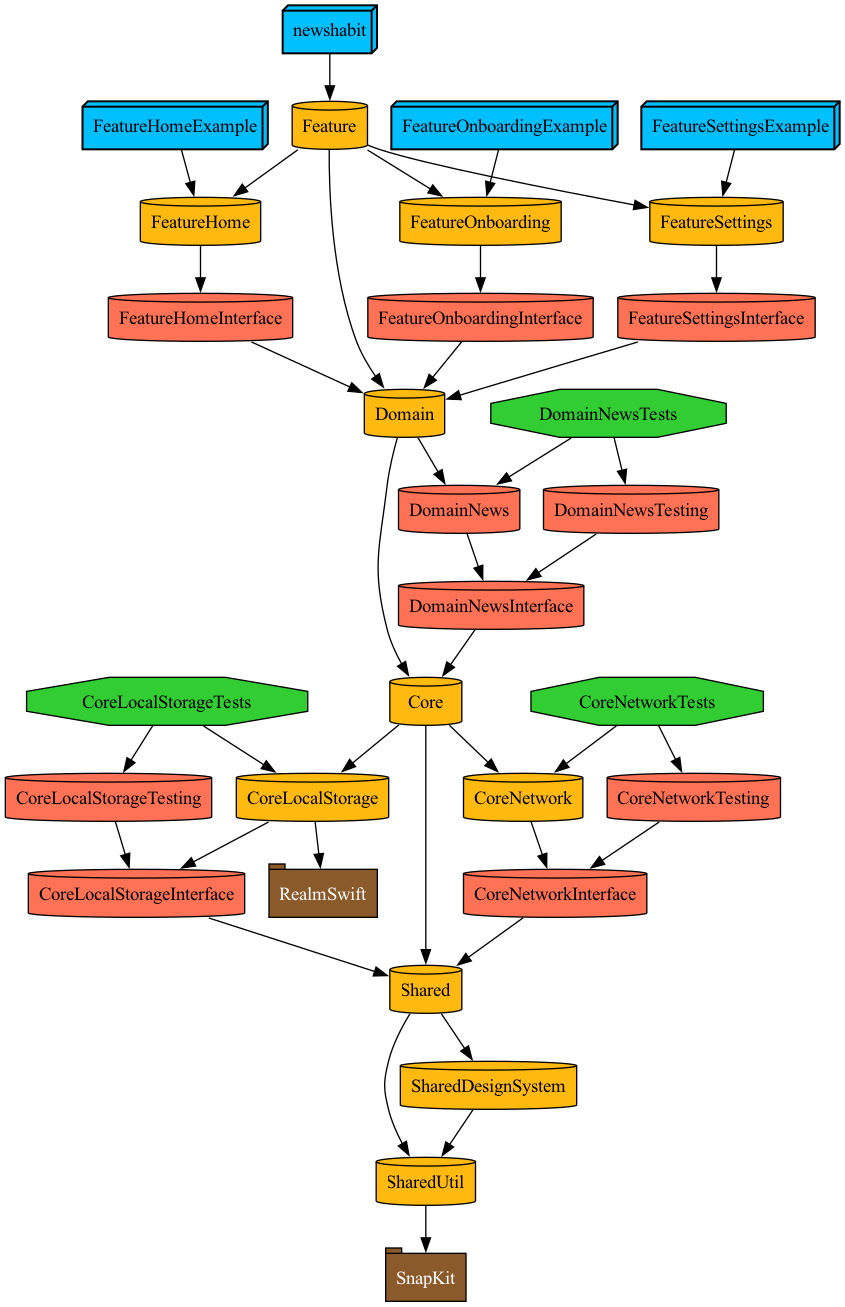 newshabit
FeatureHomeExample
Feature
FeatureOnboardingExample
FeatureSettingsExample
FeatureHome
FeatureOnboarding
FeatureSettings
FeatureHomeInterface
FeatureOnboardingInterface
FeatureSettingsInterface
Domain
DomainNewsTests
DomainNews
DomainNewsTesting
DomainNewsInterface
CoreLocalStorageTests
Core
CoreNetworkTests
CoreLocalStorageTesting
CoreLocalStorage
CoreNetwork
CoreNetworkTesting
CoreLocalStorageInterface
RealmSwift
CoreNetworkInterface
Shared
SharedDesignSystem
SharedUtil
SnapKit